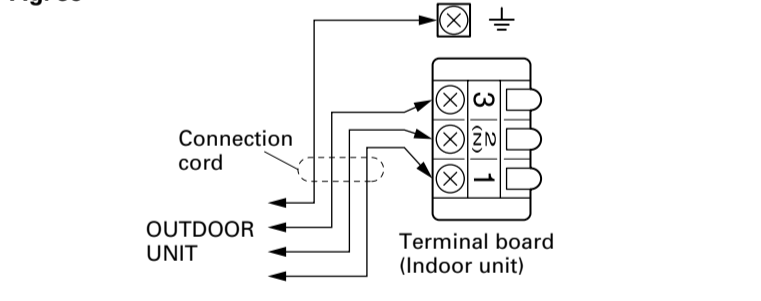 3
2
(N)
1
Connection
cord
OUTDOOR
UNIT
Terminal board
(Indoor unit)